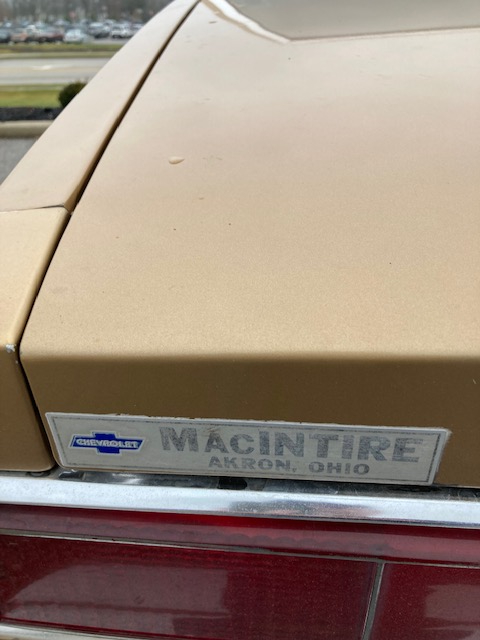 CHEVROLET
MACINTIRE
AKRON, OHIO